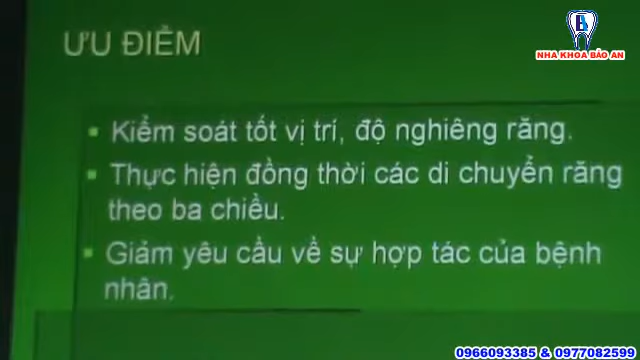 ƯU ĐIỂM
NHA KHOA BẢO AN
▪ Kiểm soát tốt vị trí, độ nghiêng răng.
▪ Thực hiện đồng thời các di chuyển răng
theo ba chiều.
▪ Giảm yêu cầu về sự hợp tác của bệnh
nhân.
0966093385 & 0977082599